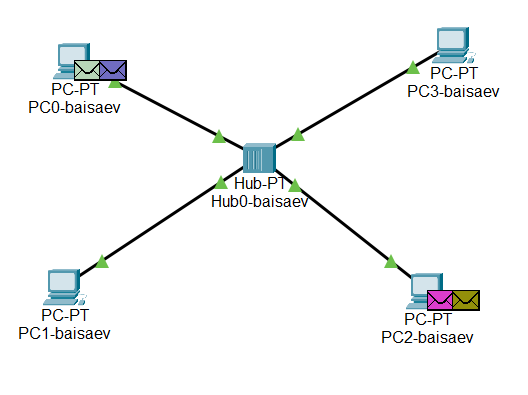 PC-PT
PC0-baisaev
PC-PT
PC3-baisaev
Hub-PT
Hub0-baisaev
PC-PT
PC1-baisaev
PC-PT
PC2-baisaev